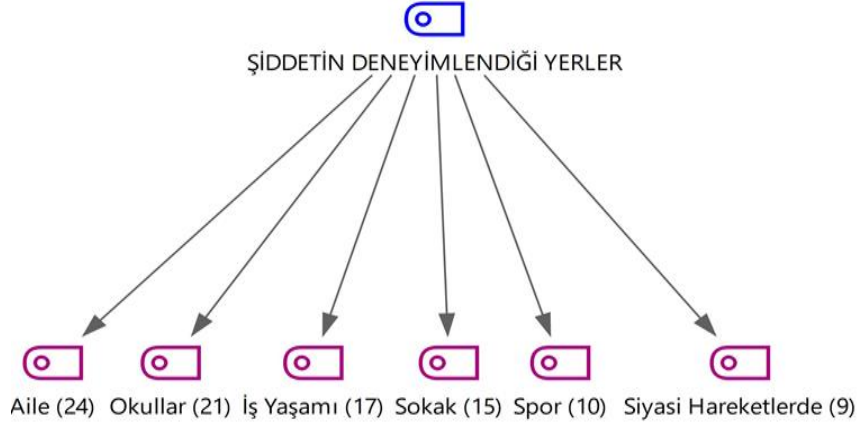 ŞİDDETİN DENEYİMLENDİĞİ YERLER
Aile (24) Okullar (21) İş Yaşamı (17) Sokak (15) Spor (10) Siyasi Hareketlerde (9)